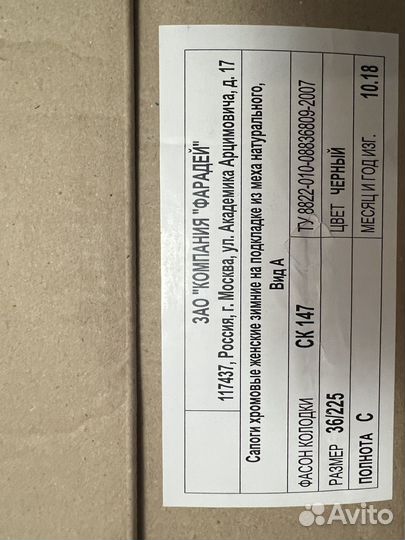 ЗАО "КОМПАНИЯ "ФАРАДЕЙ"
117437, Россия, г. Москва, ул. Академика Арцимовича, д. 17
Сапоги хромовые женские зимние на подкладке из меха натурального,
Вид А
ФАСОН КОЛОДКИ СК 147 ТУ 8822-010-08836809-2007
РАЗМЕР 36/225 ЦВЕТ ЧЕРНЫЙ
ПОЛНОТА С МЕСЯЦ И ГОД ИЗГ. 10.18
Avito